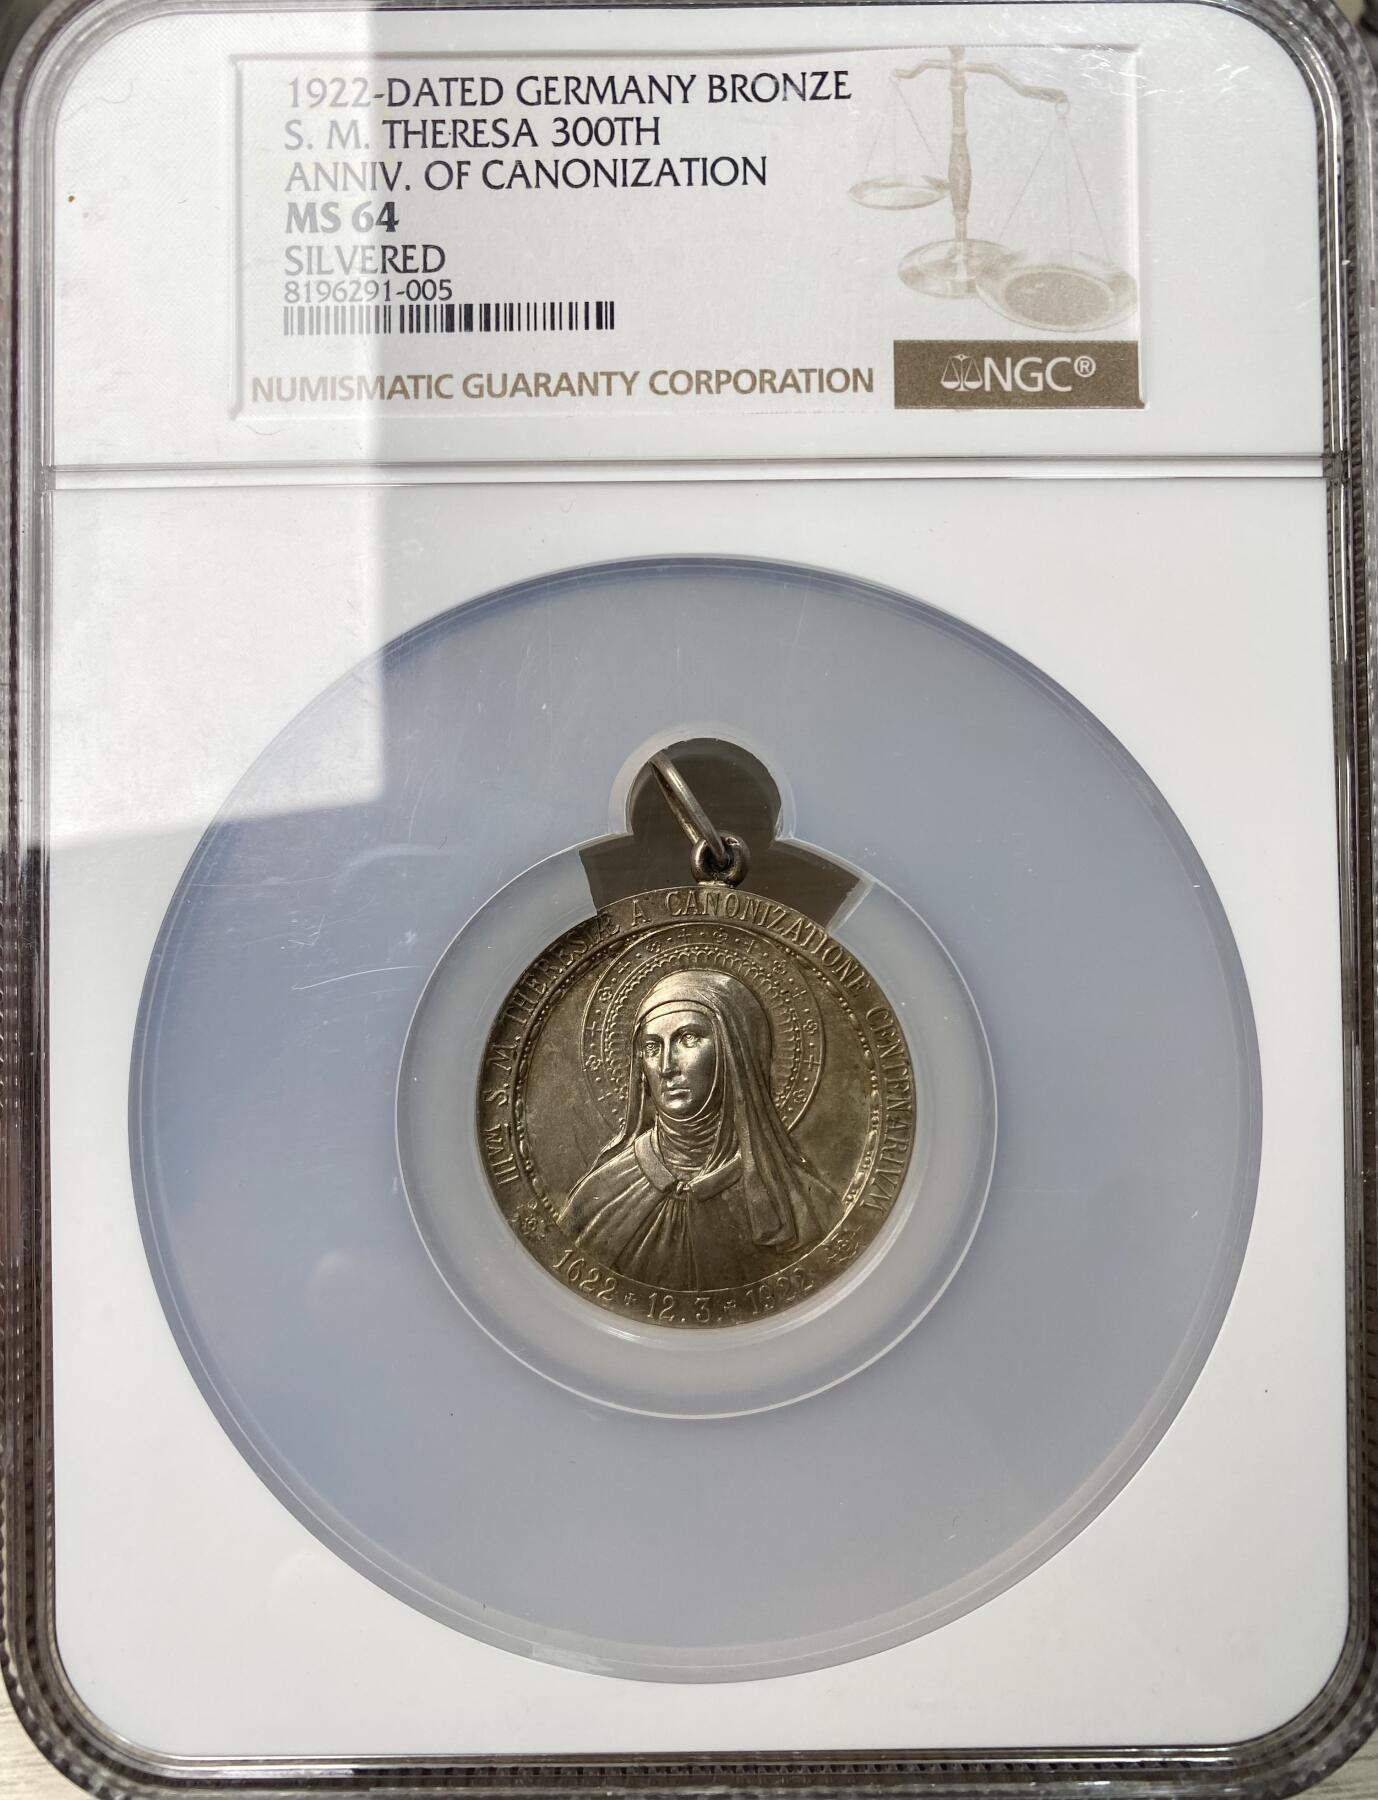 1922-DATED GERMANY BRONZE
S. M. THERESA 300TH
ANNIV. OF CANONIZATION
MS 64
SILVERED
8196291-005
NUMISMATIC GUARANTY CORPORATION
NGC®
S. M. THERESIÆ A CANONIZATIONE CENTENARIVM
1622 + 12. 3. + 1922